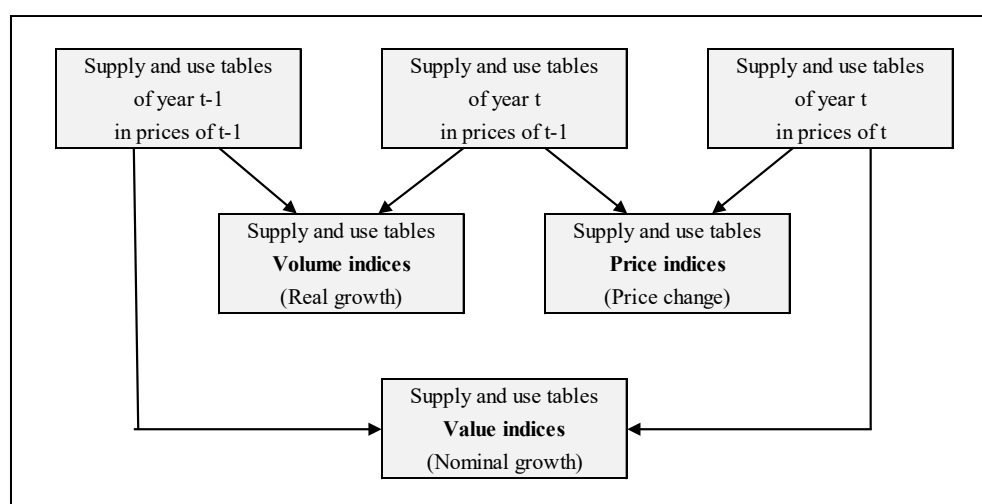 Supply and use tables
of year t-1
in prices of t-1
Supply and use tables
of year t
in prices of t-1
Supply and use tables
of year t
in prices of t
Supply and use tables
Volume indices
(Real growth)
Supply and use tables
Price indices
(Price change)
Supply and use tables
Value indices
(Nominal growth)